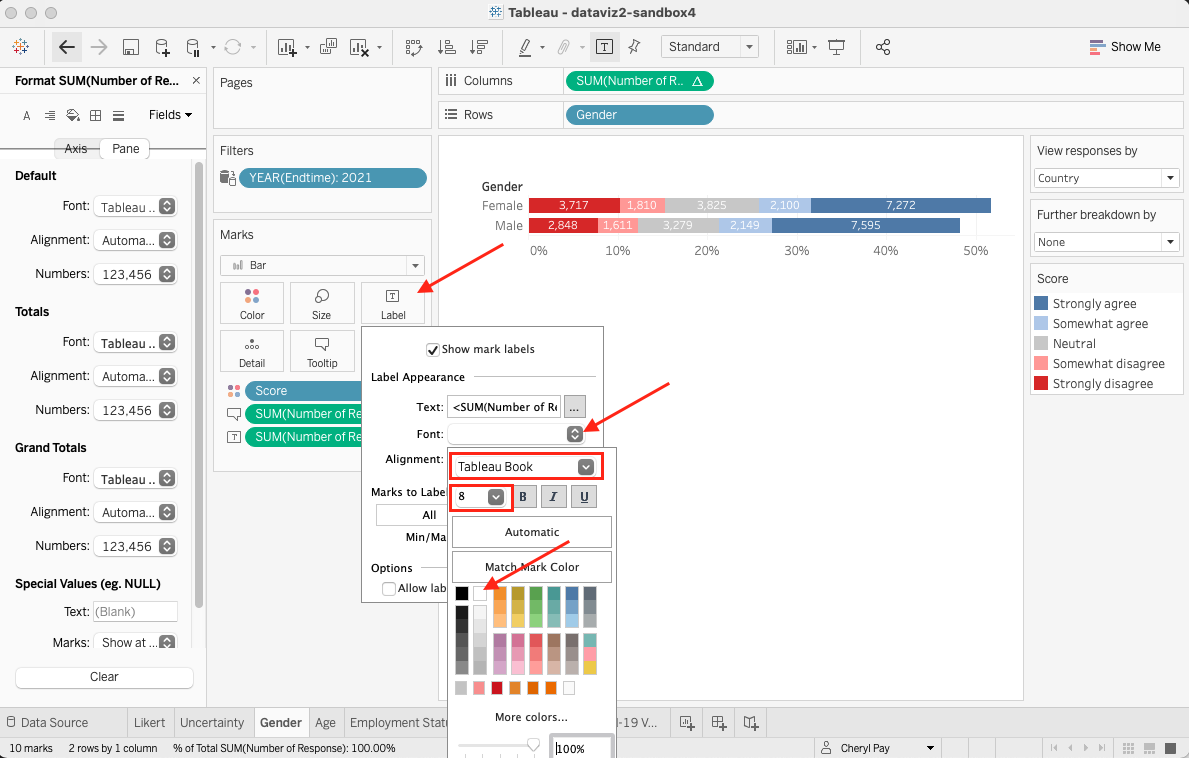 Tableau - dataviz2-sandbox4
Standard
Show Me
Format SUM(Number of Re...
Fields
Axis
Pane
Default
Font: Tableau ..
Alignment: Automa...
Numbers: 123,456
Totals
Font: Tableau ..
Alignment: Automa...
Numbers: 123,456
Grand Totals
Font: Tableau ..
Alignment: Automa...
Numbers: 123,456
Special Values (eg. NULL)
Text: (Blank)
Marks: Show at ...
Clear
Pages
Filters
YEAR(Endtime): 2021
Marks
Bar
Color
Size
Label
Detail
Tooltip
Score
SUM(Number of Re
SUM(Number of Re
Columns
SUM(Number of R..
Rows
Gender
Gender
Female 3,717 1,810 3,825 2,100 7,272
Male 2,848 1,611 3,279 2,149 7,595
0% 10% 20% 30% 40% 50%
Show mark labels
Label Appearance
Text: <SUM(Number of Re ...
Font:
Alignment:
Marks to Label
All
Min/Ma
Options
Allow lab
Tableau Book
8 B I U
Automatic
Match Mark Color
More colors...
100%
View responses by
Country
Further breakdown by
None
Score
Strongly agree
Somewhat agree
Neutral
Somewhat disagree
Strongly disagree
Data Source
Likert
Uncertainty
Gender
Age
Employment Statu
-19 V...
10 marks
2 rows by 1 column
% of Total SUM(Number of Response): 100.00%
Cheryl Pay